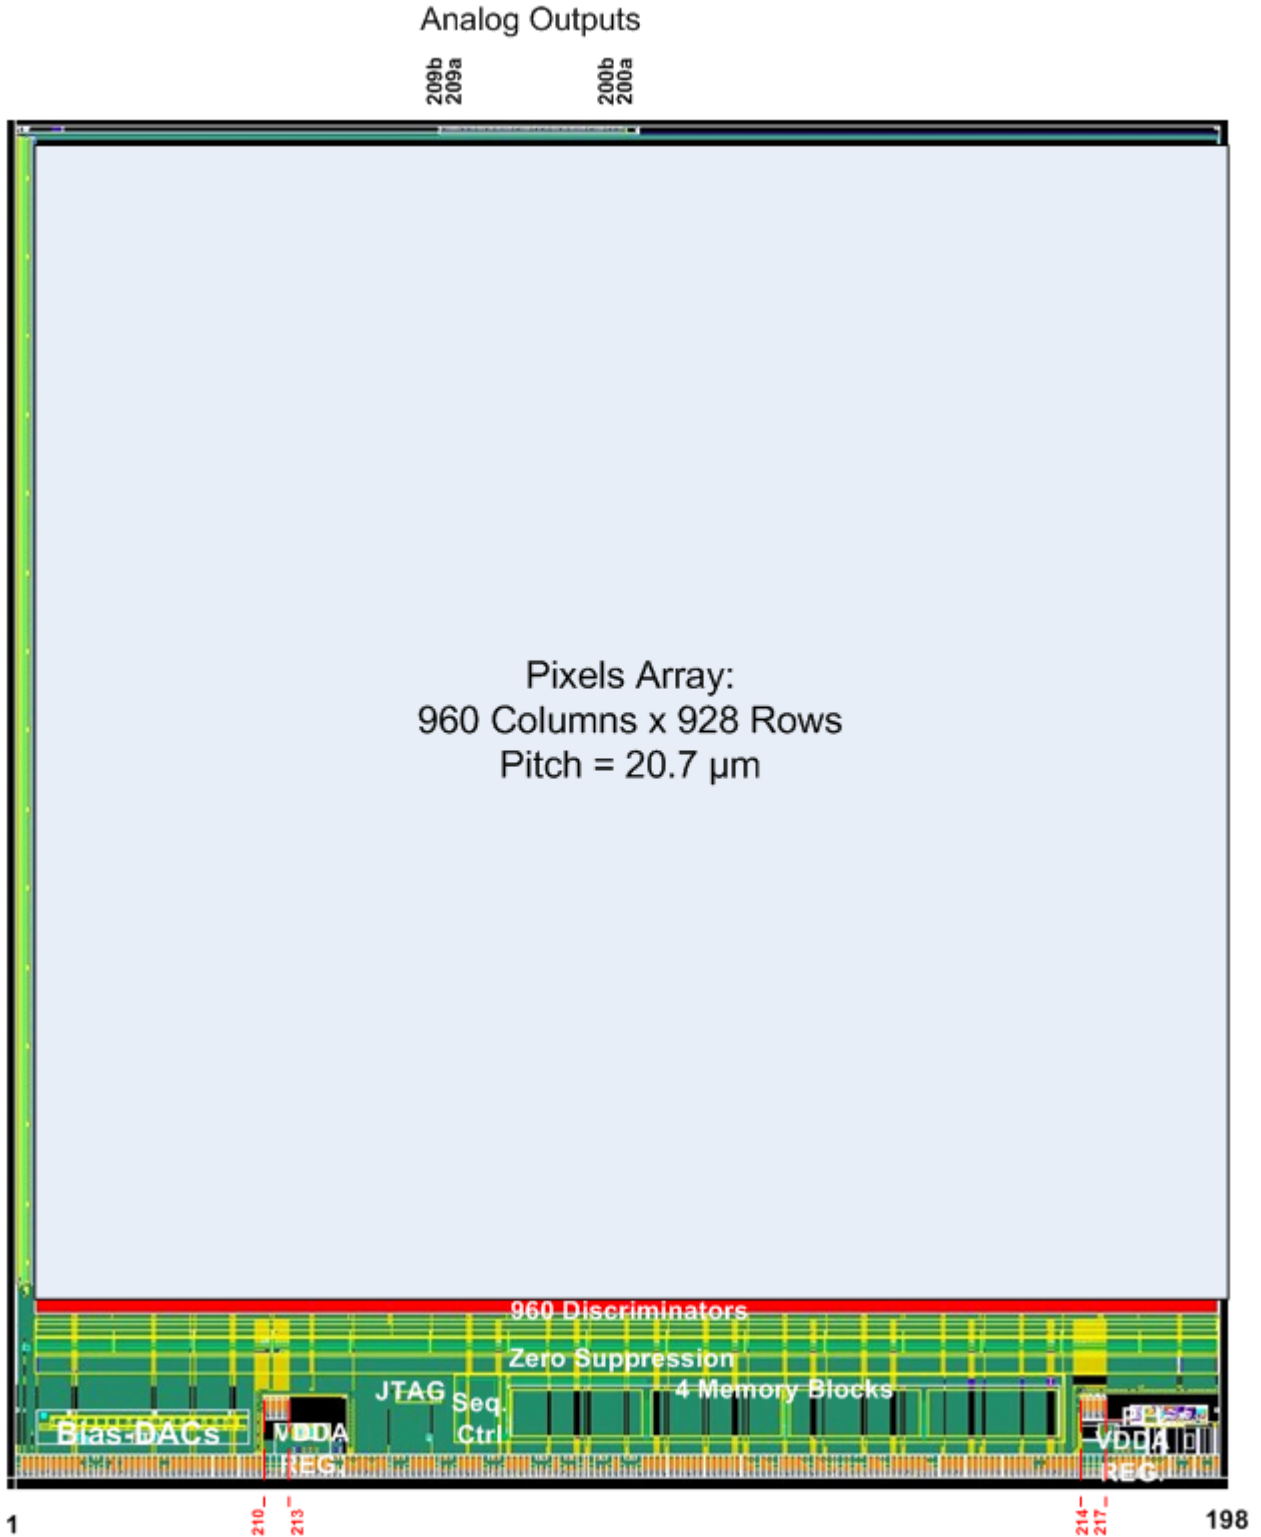 Analog Outputs
209b
209a
200b
200a
Pixels Array:
960 Columns x 928 Rows
Pitch = 20.7 µm
960 Discriminators
Zero Suppression
JTAG
4 Memory Blocks
Seq.
Ctrl
Bias-DACs
VDDA
REG.
VDDA
REG.
1
210
213
214
217
198